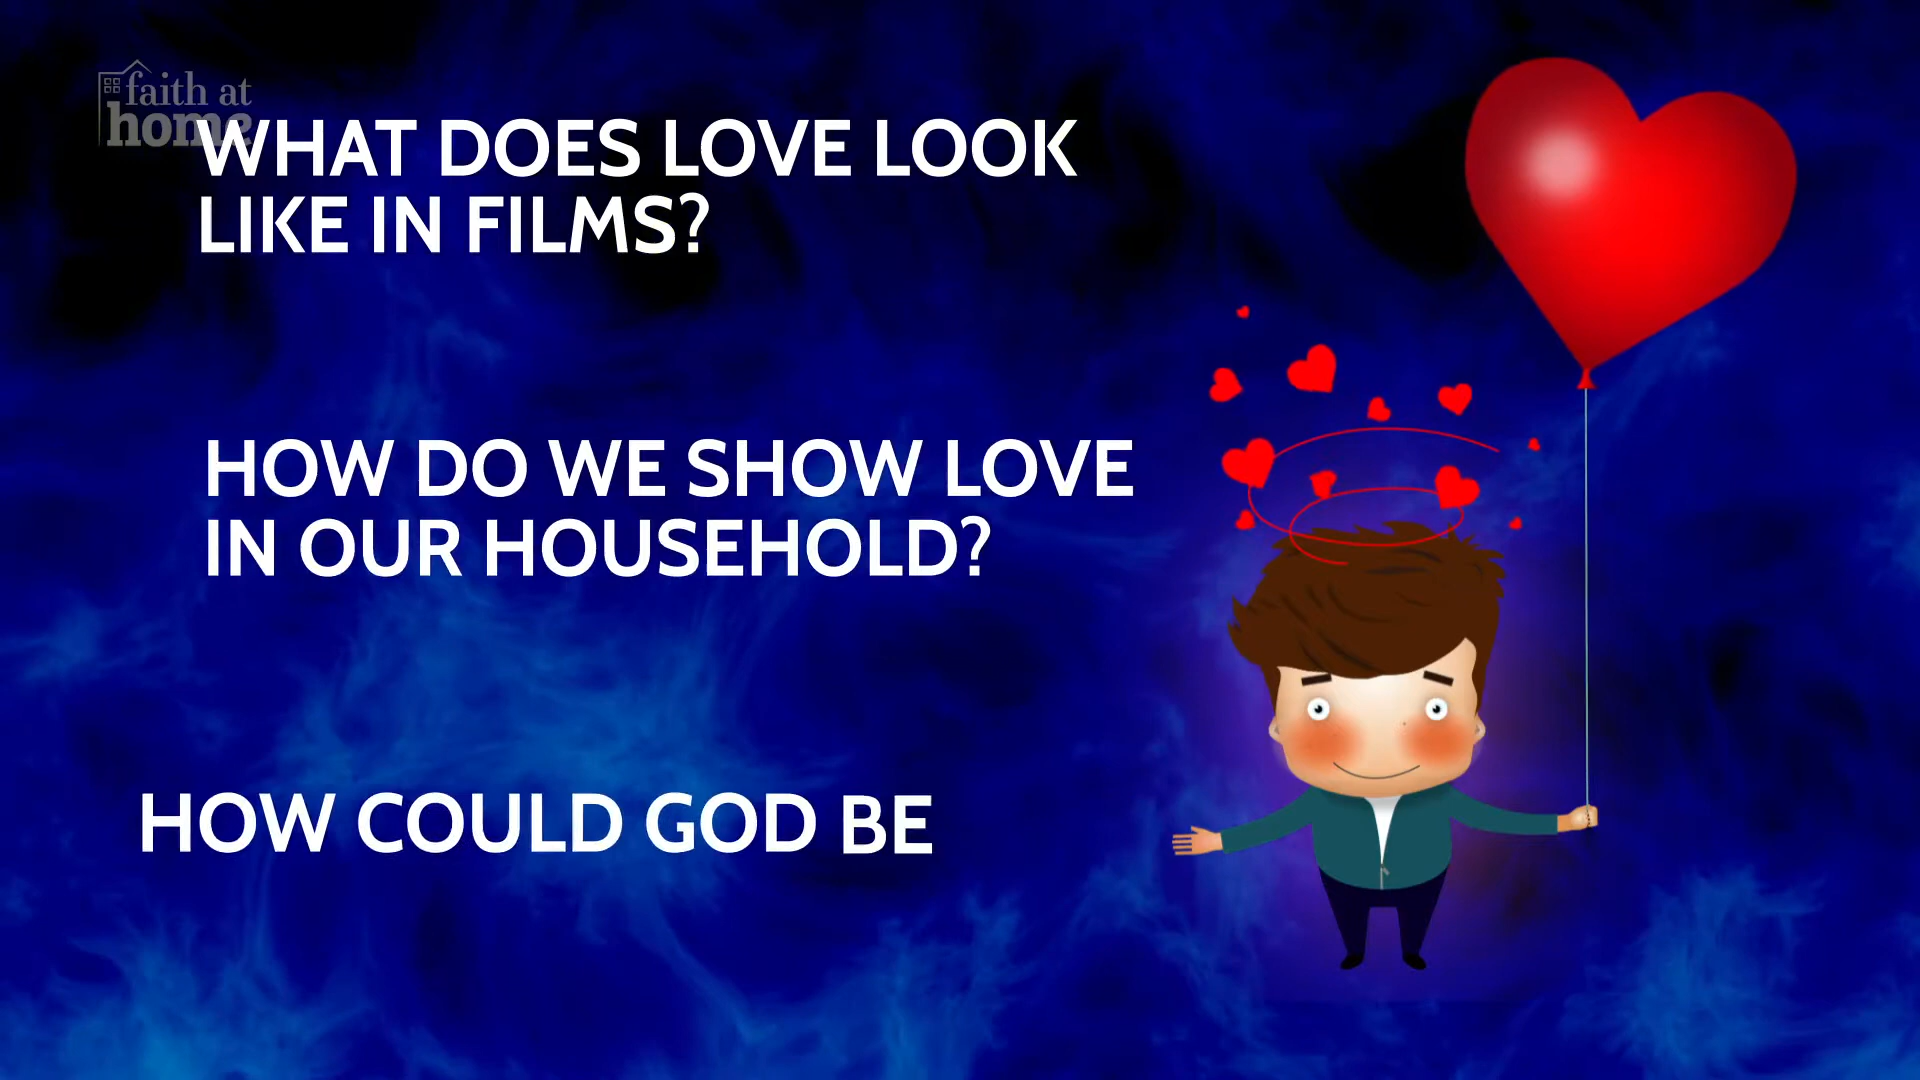 faith at
home
WHAT DOES LOVE LOOK
LIKE IN FILMS?
HOW DO WE SHOW LOVE
IN OUR HOUSEHOLD?
HOW COULD GOD BE